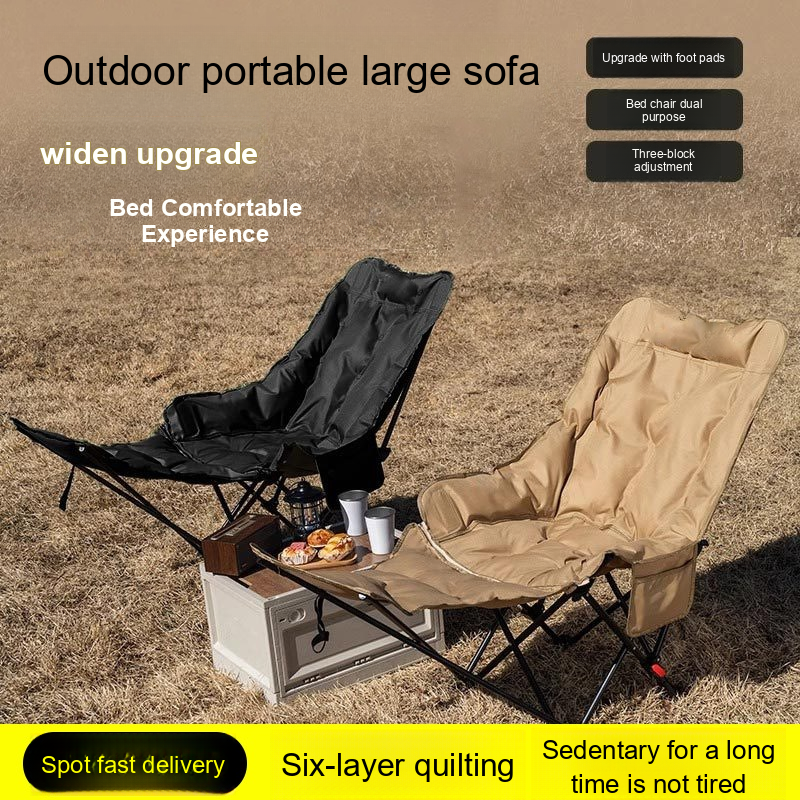 Outdoor portable large sofa
Upgrade with foot pads
Bed chair dual
purpose
Three-block
adjustment
widen upgrade
Bed Comfortable
Experience
Spot fast delivery
Six-layer quilting
Sedentary for a long
time is not tired